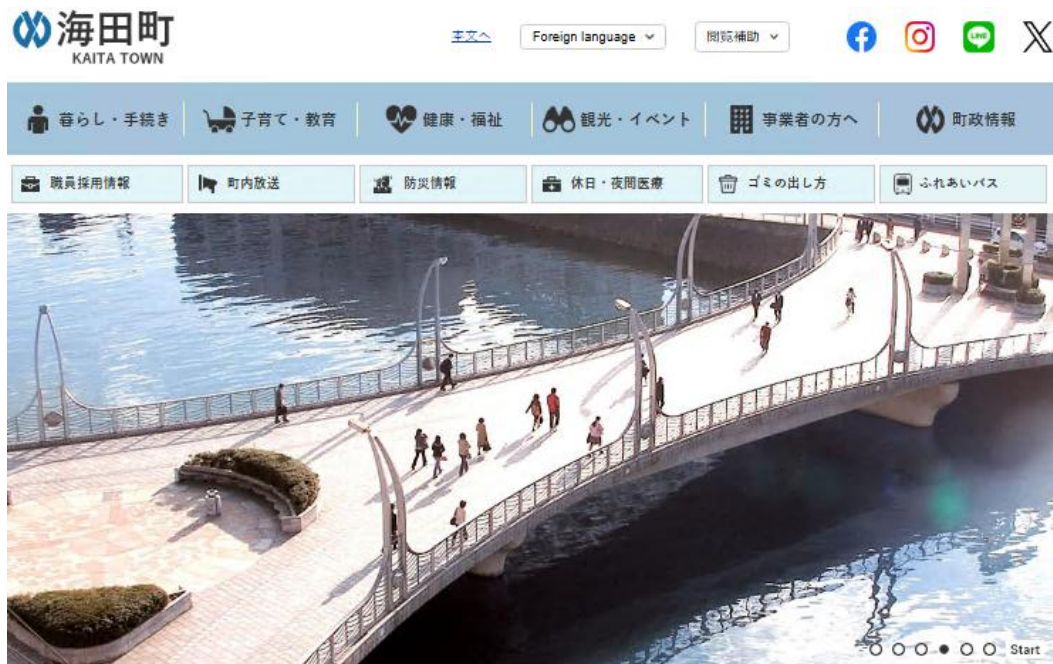 海田町
KAITA TOWN
本文へ
Foreign language
閲覧補助
LINE
暮らし・手続き
子育て・教育
健康・福祉
観光・イベント
事業者の方へ
町政情報
職員採用情報
町内放送
防災情報
休日・夜間医療
ゴミの出し方
ふれあいバス
Start